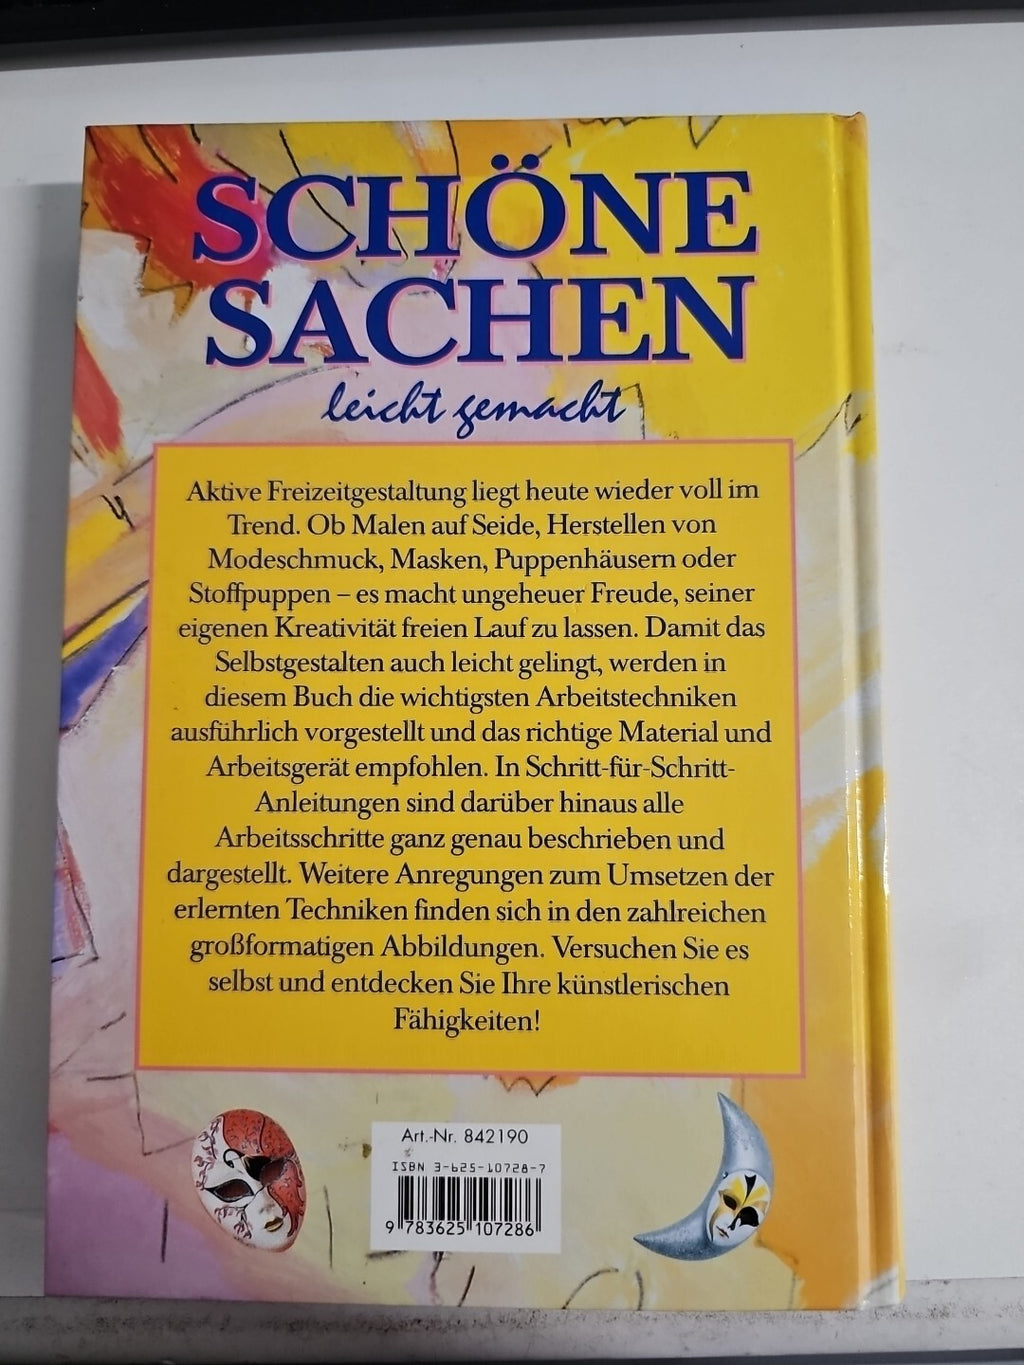 SCHÖNE
SACHEN
leicht gemacht
Aktive Freizeitgestaltung liegt heute wieder voll im
Trend. Ob Malen auf Seide, Herstellen von
Modeschmuck, Masken, Puppenhäusern oder
Stoffpuppen – es macht ungeheuer Freude, seiner
eigenen Kreativität freien Lauf zu lassen. Damit das
Selbstgestalten auch leicht gelingt, werden in
diesem Buch die wichtigsten Arbeitstechniken
ausführlich vorgestellt und das richtige Material und
Arbeitsgerät empfohlen. In Schritt-für-Schritt-
Anleitungen sind darüber hinaus alle
Arbeitsschritte ganz genau beschrieben und
dargestellt. Weitere Anregungen zum Umsetzen der
erlernten Techniken finden sich in den zahlreichen
großformatigen Abbildungen. Versuchen Sie es
selbst und entdecken Sie Ihre künstlerischen
Fähigkeiten!
Art.-Nr. 842190
ISBN 3-625-10728-7
9 783625 107286